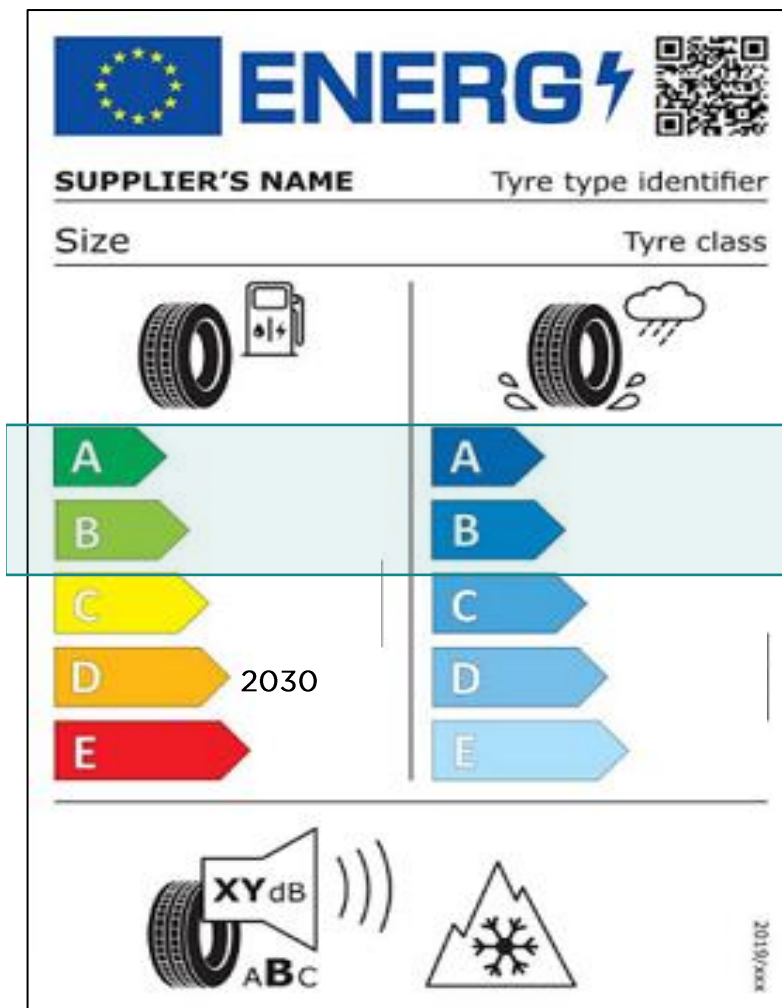 ENERG
SUPPLIER'S NAME Tyre type identifier
Size Tyre class
A A
B B
C C
D 2030 D
E E
XYdB
ABC
2019/xxx